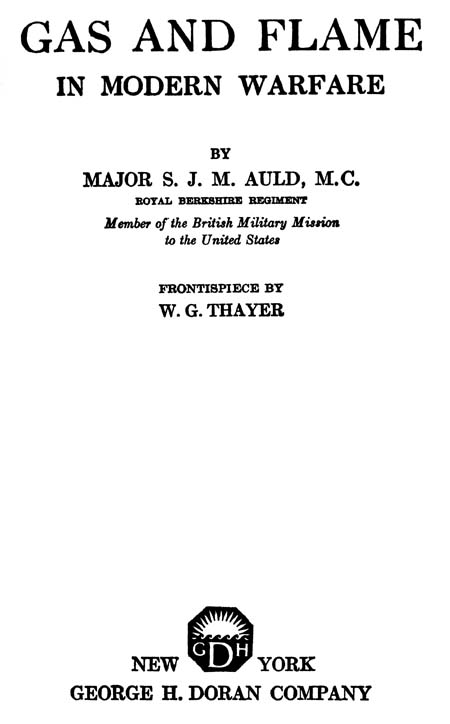 GAS AND FLAME
IN MODERN WARFARE
BY
MAJOR S. J. M. AULD, M.C.
ROYAL BERKSHIRE REGIMENT
Member of the British Military Mission
to the United States
FRONTISPIECE BY
W. G. THAYER
GDH
NEW YORK
GEORGE H. DORAN COMPANY